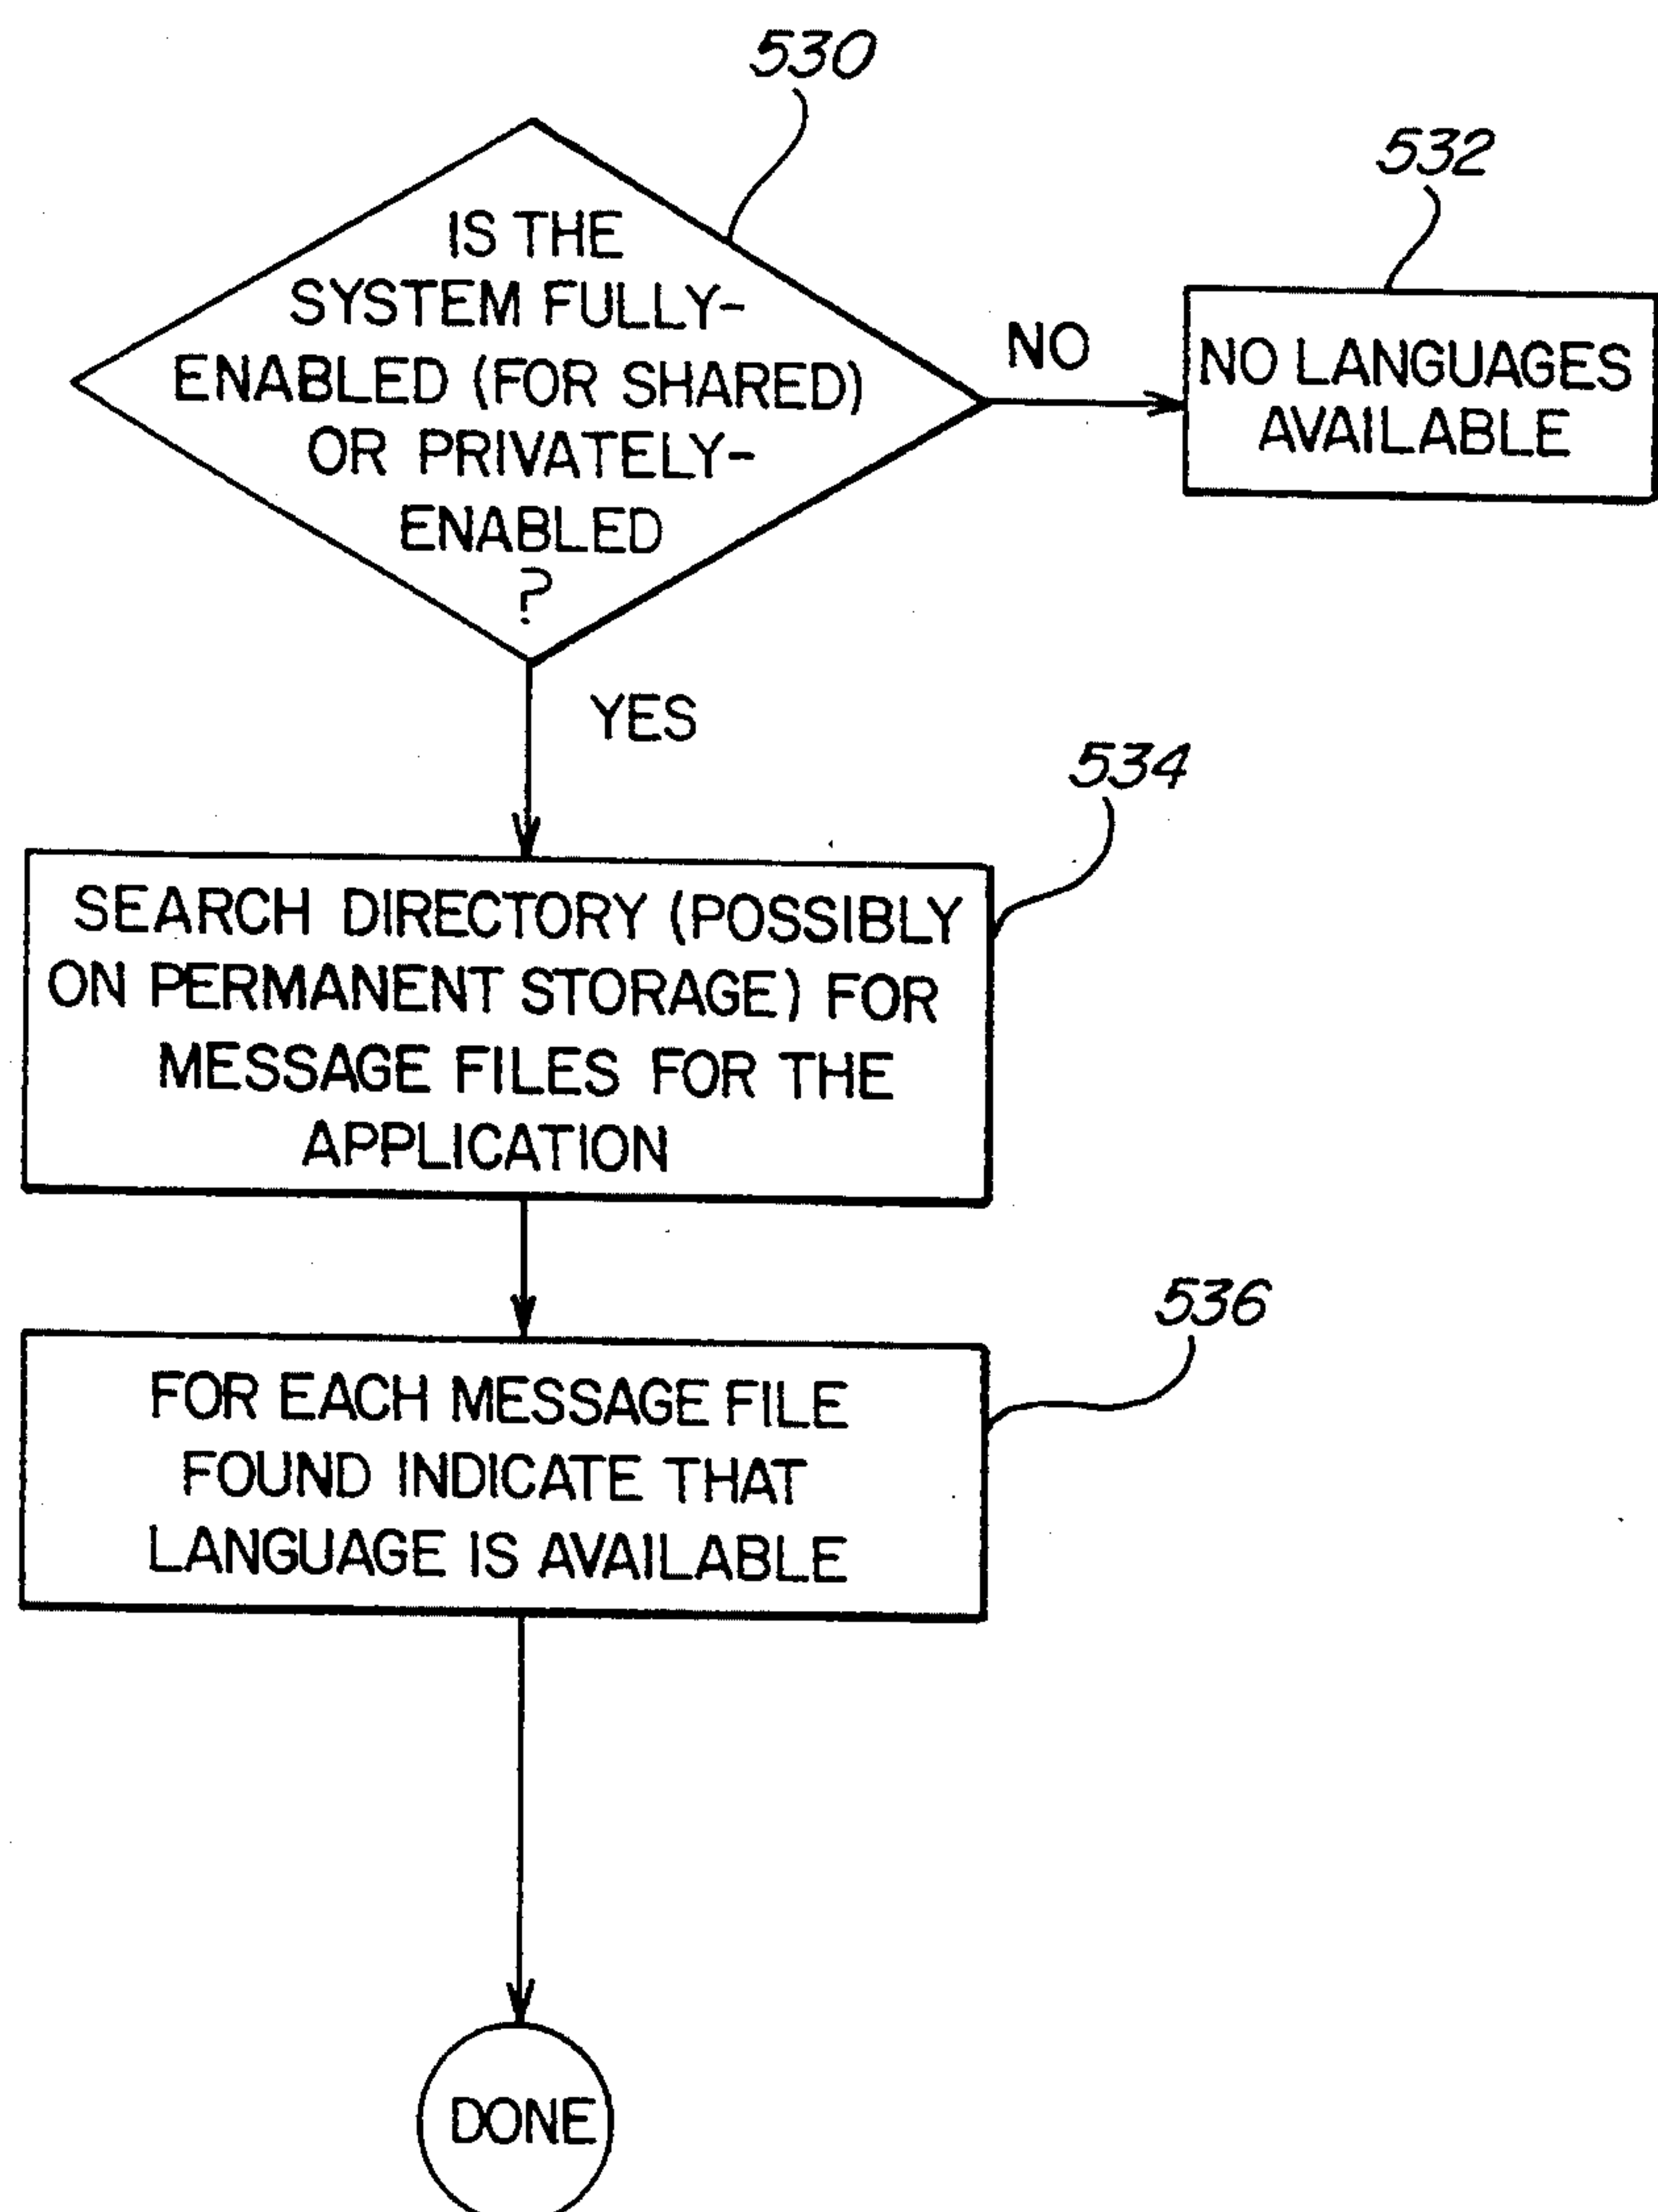 530
IS THE
SYSTEM FULLY-
ENABLED (FOR SHARED)
OR PRIVATELY-
ENABLED
?
NO
532
NO LANGUAGES
AVAILABLE
YES
534
SEARCH DIRECTORY (POSSIBLY
ON PERMANENT STORAGE) FOR
MESSAGE FILES FOR THE
APPLICATION
536
FOR EACH MESSAGE FILE
FOUND INDICATE THAT
LANGUAGE IS AVAILABLE
DONE